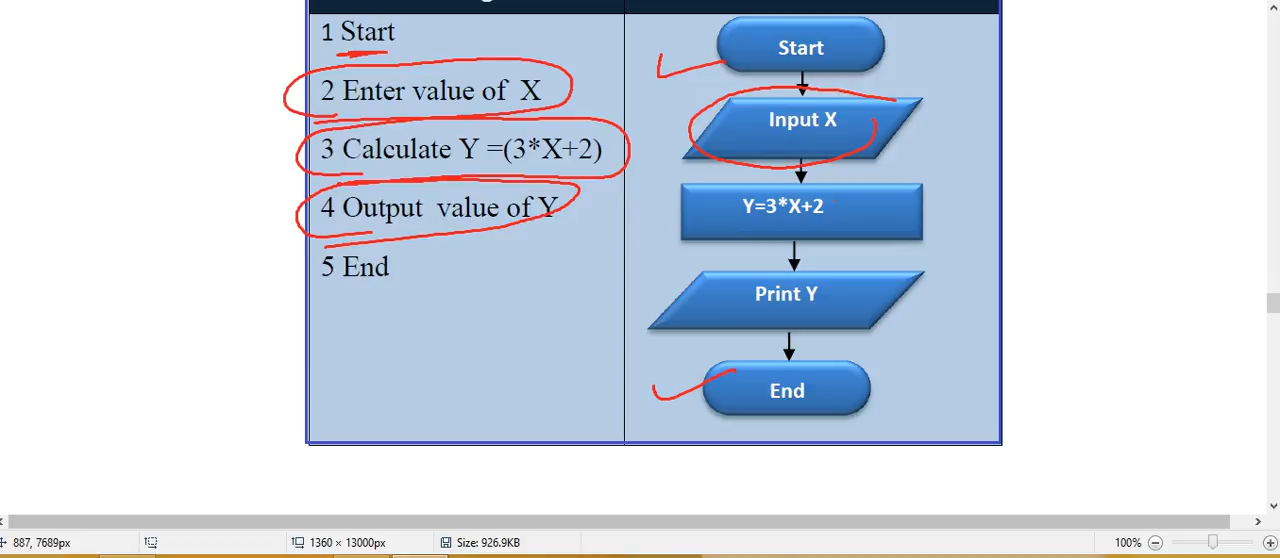 1 Start
2 Enter value of X
3 Calculate Y =(3*X+2)
4 Output value of Y
5 End
Start
Input X
Y=3*X+2
Print Y
End
887, 7689px
1360 × 13000px
Size: 926.9KB
100%